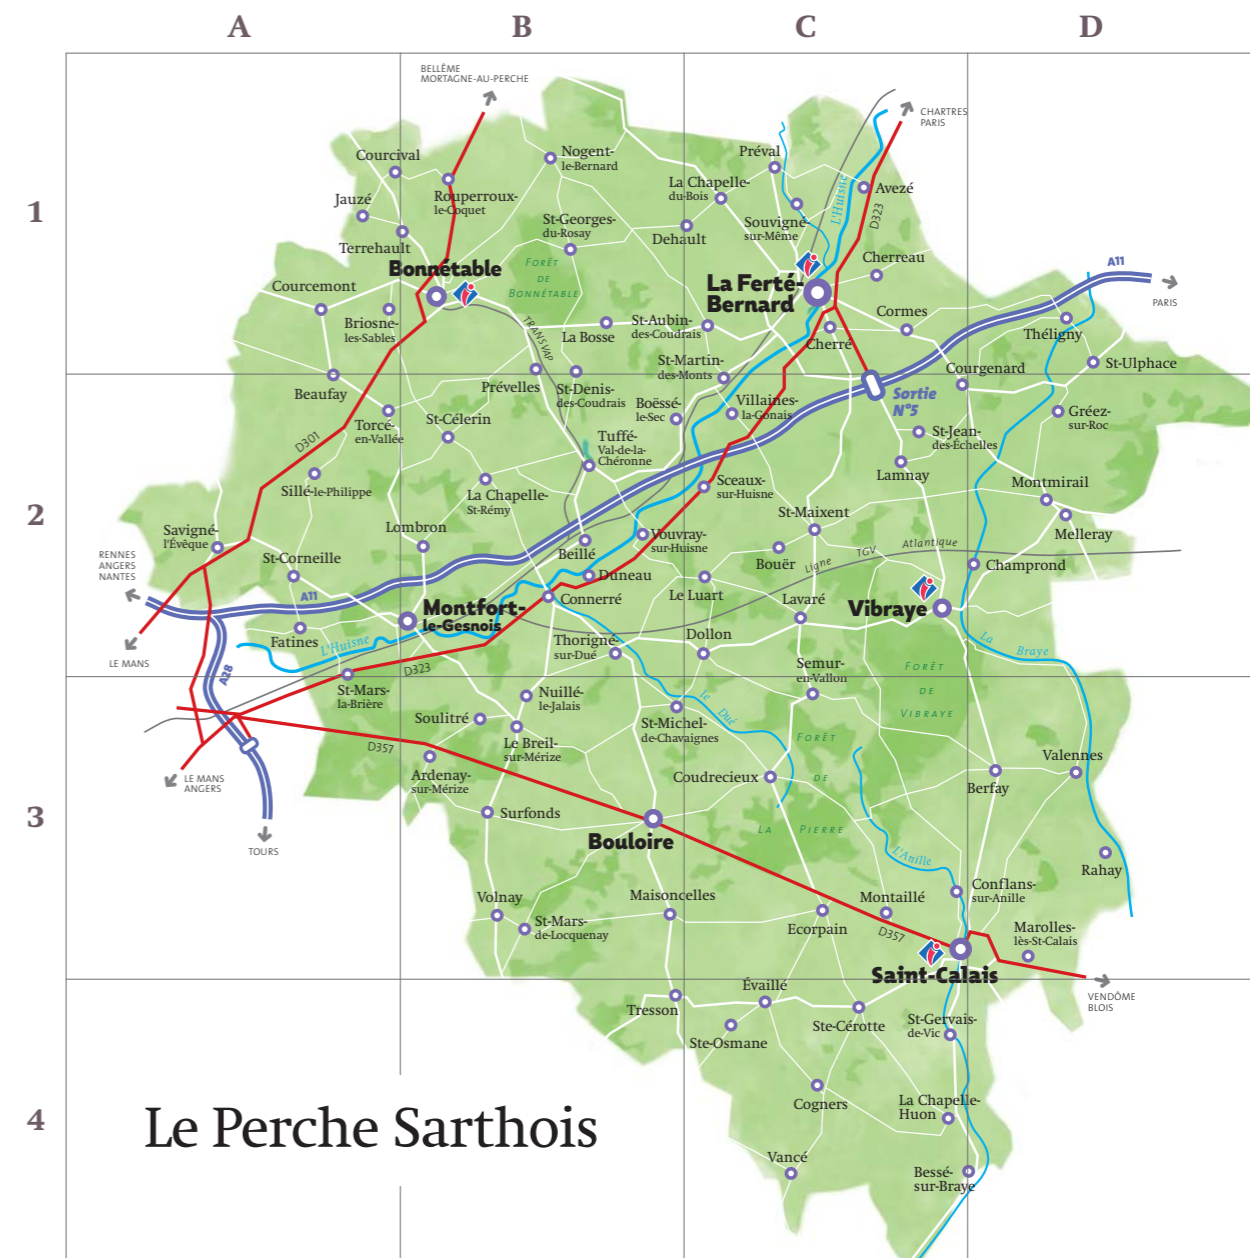 A
B
C
D
1
2
3
4
BELLÊME
MORTAGNE-AU-PERCHE
CHARTRES
PARIS
Courcival
Nogent-
le-Bernard
Préval
La Chapelle-
du-Bois
Avezé
L'Huisne
D323
Jauzé
Rouperroux-
le-Coquet
St-Georges-
du-Rosay
Dehault
Souvigné-
sur-Même
Terrehault
Bonnétable
FORÊT
DE
BONNÉTABLE
Cherreau
A11
PARIS
Courcemont
La Ferté-
Bernard
Briosne-
les-Sables
TRANSVAP
La Bosse
St-Aubin-
des-Coudrais
Cherré
Cormes
Théligny
St-Martin-
des-Monts
Courgenard
St-Ulphace
Beaufay
Prévelles
St-Denis-
des-Coudrais
Boëssé-
le-Sec
Villaines-
la-Gonais
Sortie
N°5
Gréez-
sur-Roc
Torcé-
en-Vallée
St-Célerin
St-Jean-
des-Échelles
D301
Tuffé-
Val-de-la-
Chéronne
Lamnay
Sillé-le-Philippe
La Chapelle-
St-Rémy
Sceaux-
sur-Huisne
Montmirail
Savigné-
l'Évêque
Lombron
Beillé
Vouvray-
sur-Huisne
St-Maixent
Melleray
RENNES
ANGERS
NANTES
St-Corneille
Bouër
Ligne
TGV
Atlantique
Champrond
A11
Duneau
Connerré
Le Luart
Lavaré
Vibraye
Montfort-
le-Gesnois
Fatines
L'Huisne
LE MANS
Thorigné-
sur-Dué
Dollon
La
Braye
A28
D323
St-Mars-
la-Brière
Semur-
en-Vallon
FORÊT
DE
VIBRAYE
Nuillé-
le-Jalais
le
Dué
Soulitré
Le Breil-
sur-Mérize
St-Michel-
de-Chavaignes
FORÊT
DE
LA PIERRE
D357
Ardenay-
sur-Mérize
Coudrecieux
Valennes
Berfay
LE MANS
ANGERS
TOURS
Surfonds
Bouloire
L'Anille
Rahay
Volnay
Maisoncelles
Montaillé
Conflans-
sur-Anille
St-Mars-
de-Locquenay
Ecorpain
D357
Marolles-
lès-St-Calais
Saint-Calais
VENDÔME
BLOIS
Tresson
Évaillé
Ste-Cérotte
St-Gervais-
de-Vic
Ste-Osmane
Cogners
La Chapelle-
Huon
Le Perche Sarthois
Vancé
Bessé-
sur-Braye